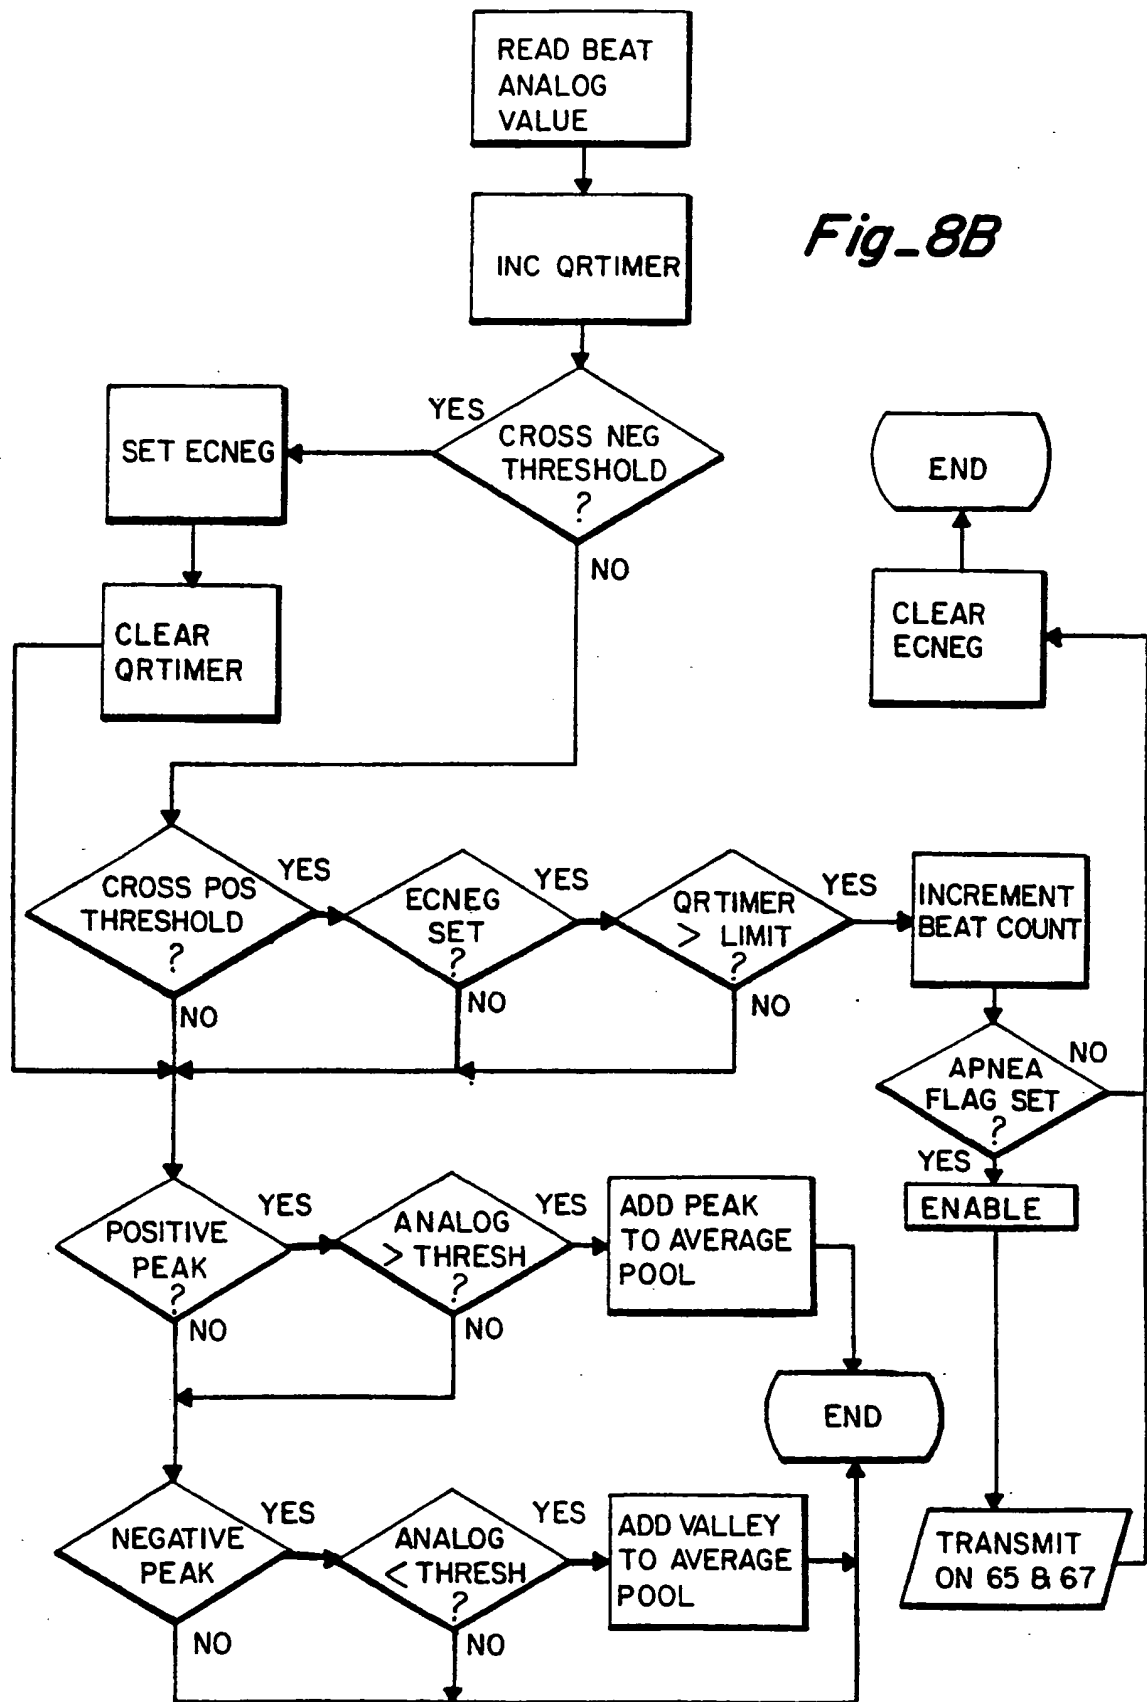 READ BEAT
ANALOG
VALUE
Fig_8B
INC QRTIMER
YES
CROSS NEG
THRESHOLD
?
NO
SET ECNEG
END
CLEAR
QRTIMER
CLEAR
ECNEG
CROSS POS
THRESHOLD
?
YES
NO
ECNEG
SET
?
YES
NO
QRTIMER
> LIMIT
?
YES
NO
INCREMENT
BEAT COUNT
APNEA
FLAG SET
?
NO
YES
ENABLE
POSITIVE
PEAK
?
YES
NO
ANALOG
> THRESH
?
YES
NO
ADD PEAK
TO AVERAGE
POOL
END
NEGATIVE
PEAK
YES
NO
ANALOG
< THRESH
?
YES
NO
ADD VALLEY
TO AVERAGE
POOL
TRANSMIT
ON 65 & 67